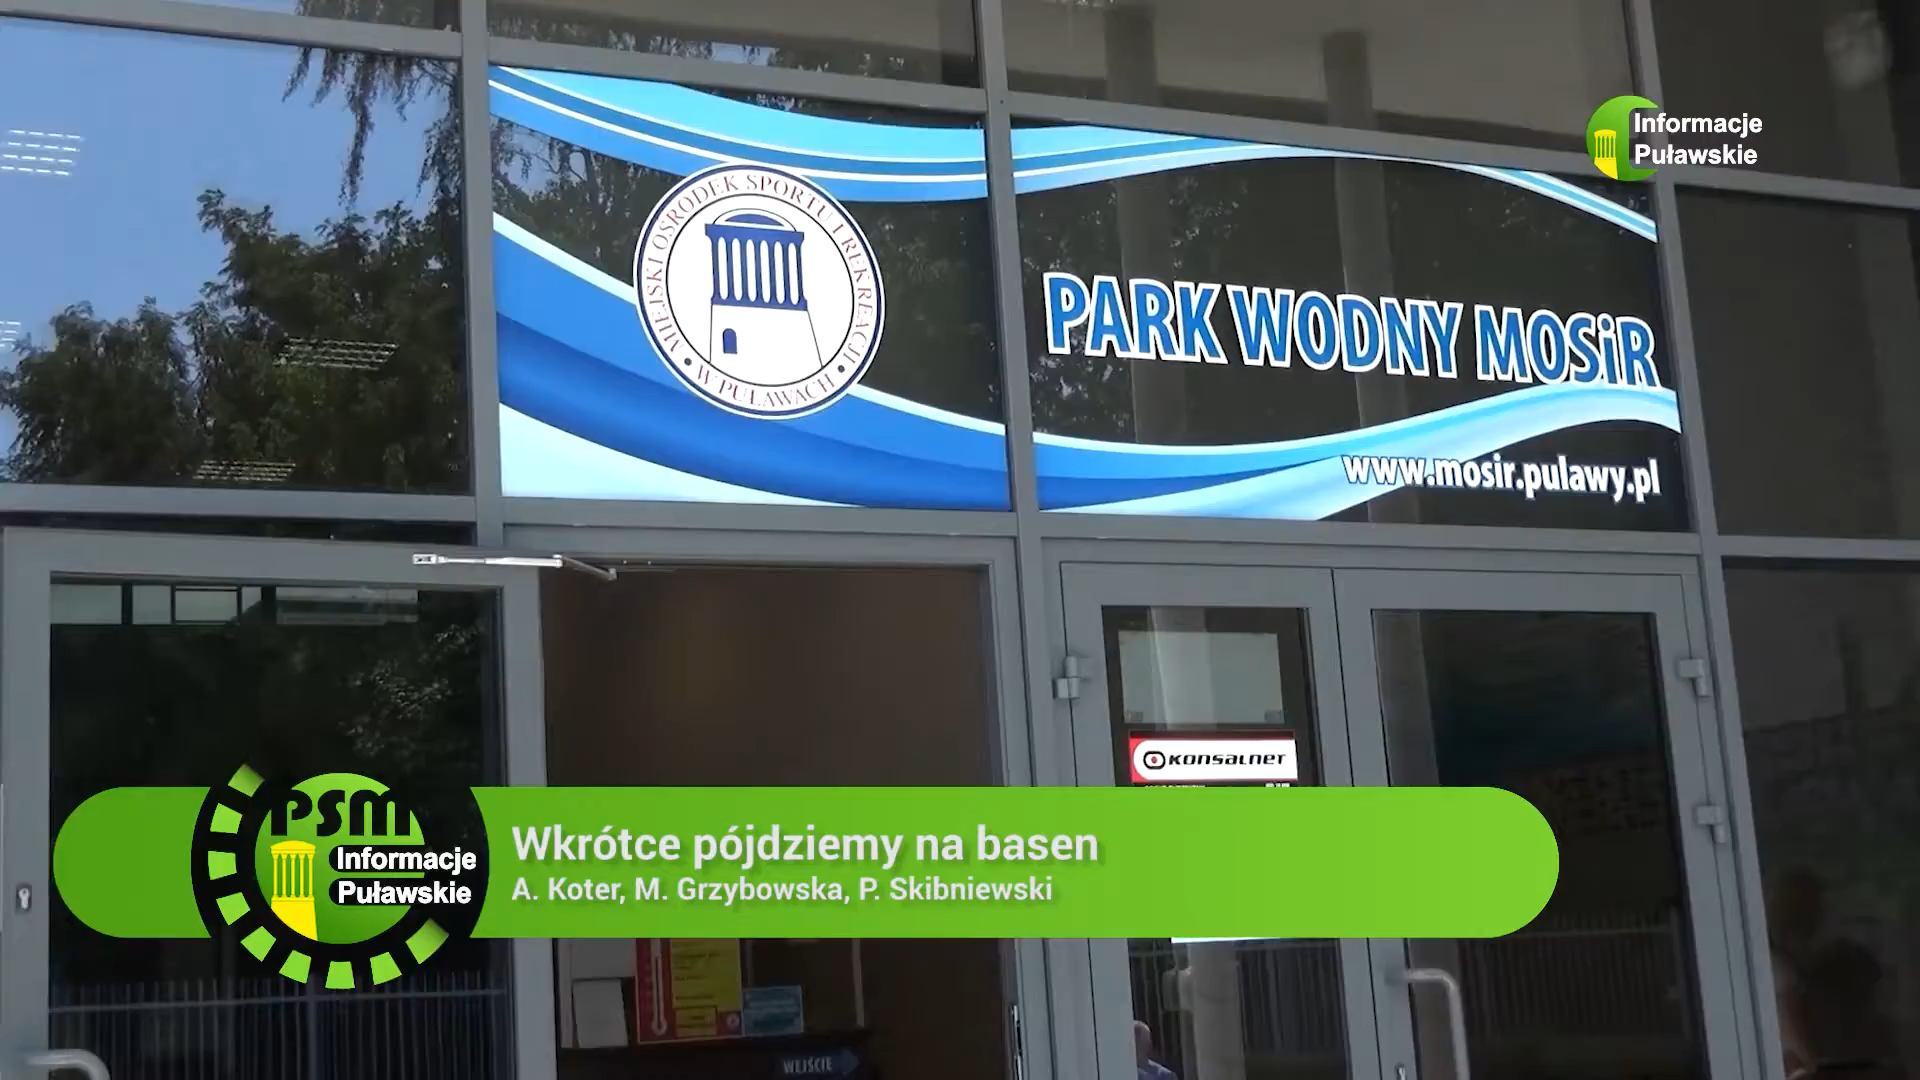 Informacje
Puławskie
MIEJSKI OŚRODEK SPORTU I REKREACJI
• W PUŁAWACH •
PARK WODNY MOSiR
www.mosir.pulawy.pl
KONSALNET
PSM
Informacje
Puławskie
Wkrótce pójdziemy na basen
A. Koter, M. Grzybowska, P. Skibniewski
WEJŚCIE